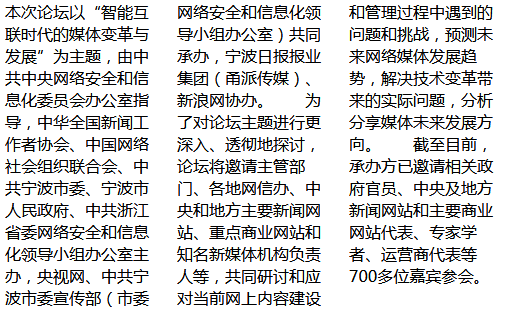 本次论坛以“智能互
联时代的媒体变革与
发展”为主题，由中
共中央网络安全和信
息化委员会办公室指
导，中华全国新闻工
作者协会、中国网络
社会组织联合会、中
共宁波市委、宁波市
人民政府、中共浙江
省委网络安全和信息
化领导小组办公室主
办，央视网、中共宁
波市委宣传部（市委
网络安全和信息化领
导小组办公室）共同
承办，宁波日报报业
集团（甬派传媒）、
新浪网协办。 为
了对论坛主题进行更
深入、透彻地探讨，
论坛将邀请主管部
门、各地网信办、中
央和地方主要新闻网
站、重点商业网站和
知名新媒体机构负责
人等，共同研讨和应
对当前网上内容建设
和管理过程中遇到的
问题和挑战，预测未
来网络媒体发展趋
势，解决技术变革带
来的实际问题，分析
分享媒体未来发展方
向。 截至目前，
承办方已邀请相关政
府官员、中央及地方
新闻网站和主要商业
网站代表、专家学
者、运营商代表等
700多位嘉宾参会。